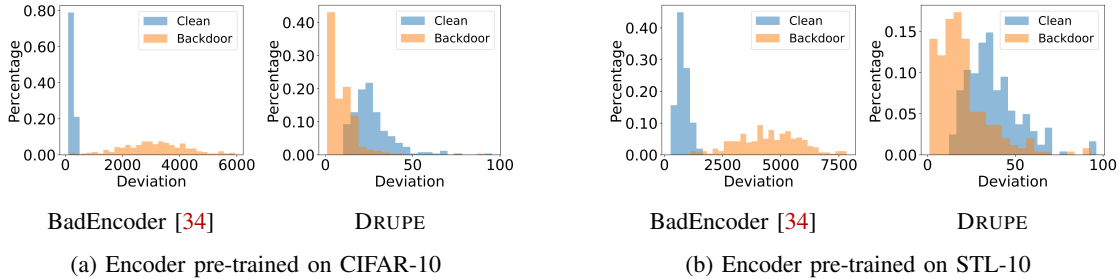 Percentage
0.80
0.60
0.40
0.20
0.00
0 2000 4000 6000
Deviation
Clean
Backdoor
BadEncoder [34]
Percentage
0.40
0.30
0.20
0.10
0.00
0 50 100
Deviation
Clean
Backdoor
DRUPE
(a) Encoder pre-trained on CIFAR-10
Percentage
0.40
0.30
0.20
0.10
0.00
0 2500 5000 7500
Deviation
Clean
Backdoor
BadEncoder [34]
Percentage
0.15
0.10
0.05
0.00
0 50 100
Deviation
Clean
Backdoor
DRUPE
(b) Encoder pre-trained on STL-10